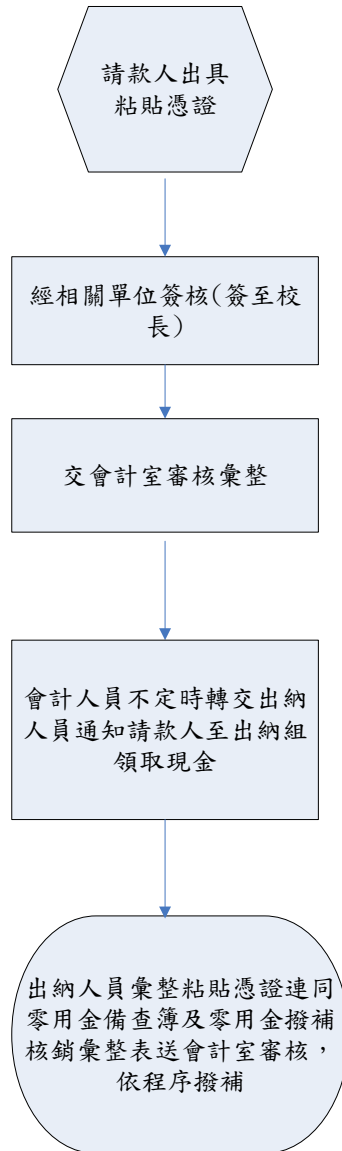 請款人出具
粘貼憑證
經相關單位簽核(簽至校
長)
交會計室審核彙整
會計人員不定時轉交出納
人員通知請款人至出納組
領取現金
出納人員彙整粘貼憑證連同
零用金備查簿及零用金撥補
核銷彙整表送會計室審核，
依程序撥補